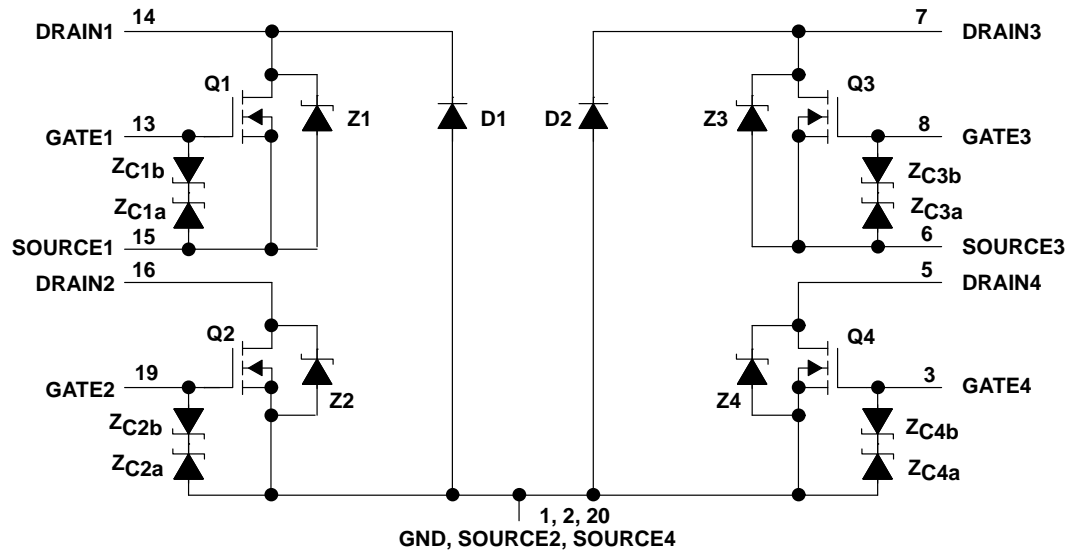 14
DRAIN1
7
DRAIN3
Q1
Z1
D1
D2
Z3
Q3
13
GATE1
8
GATE3
ZC1b
ZC1a
ZC3b
ZC3a
15
SOURCE1
6
SOURCE3
16
DRAIN2
5
DRAIN4
Q2
Z2
Z4
Q4
19
GATE2
3
GATE4
ZC2b
ZC2a
ZC4b
ZC4a
1, 2, 20
GND, SOURCE2, SOURCE4